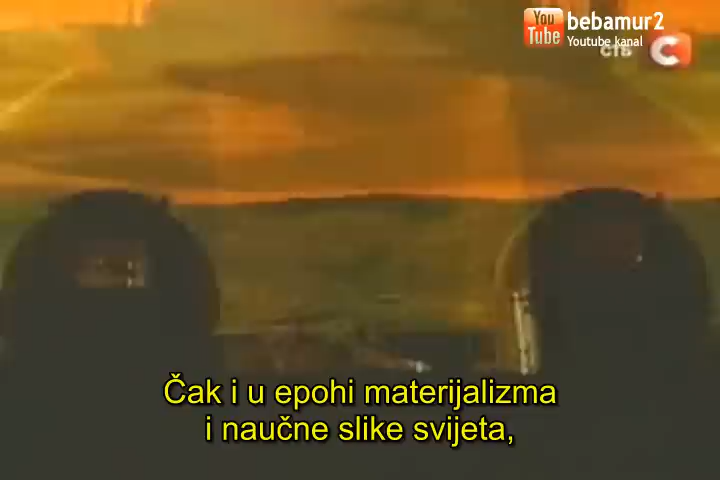 You
Tube
bebamur2
Youtube kanal
СТБ
Čak i u epohi materijalizma
i naučne slike svijeta,